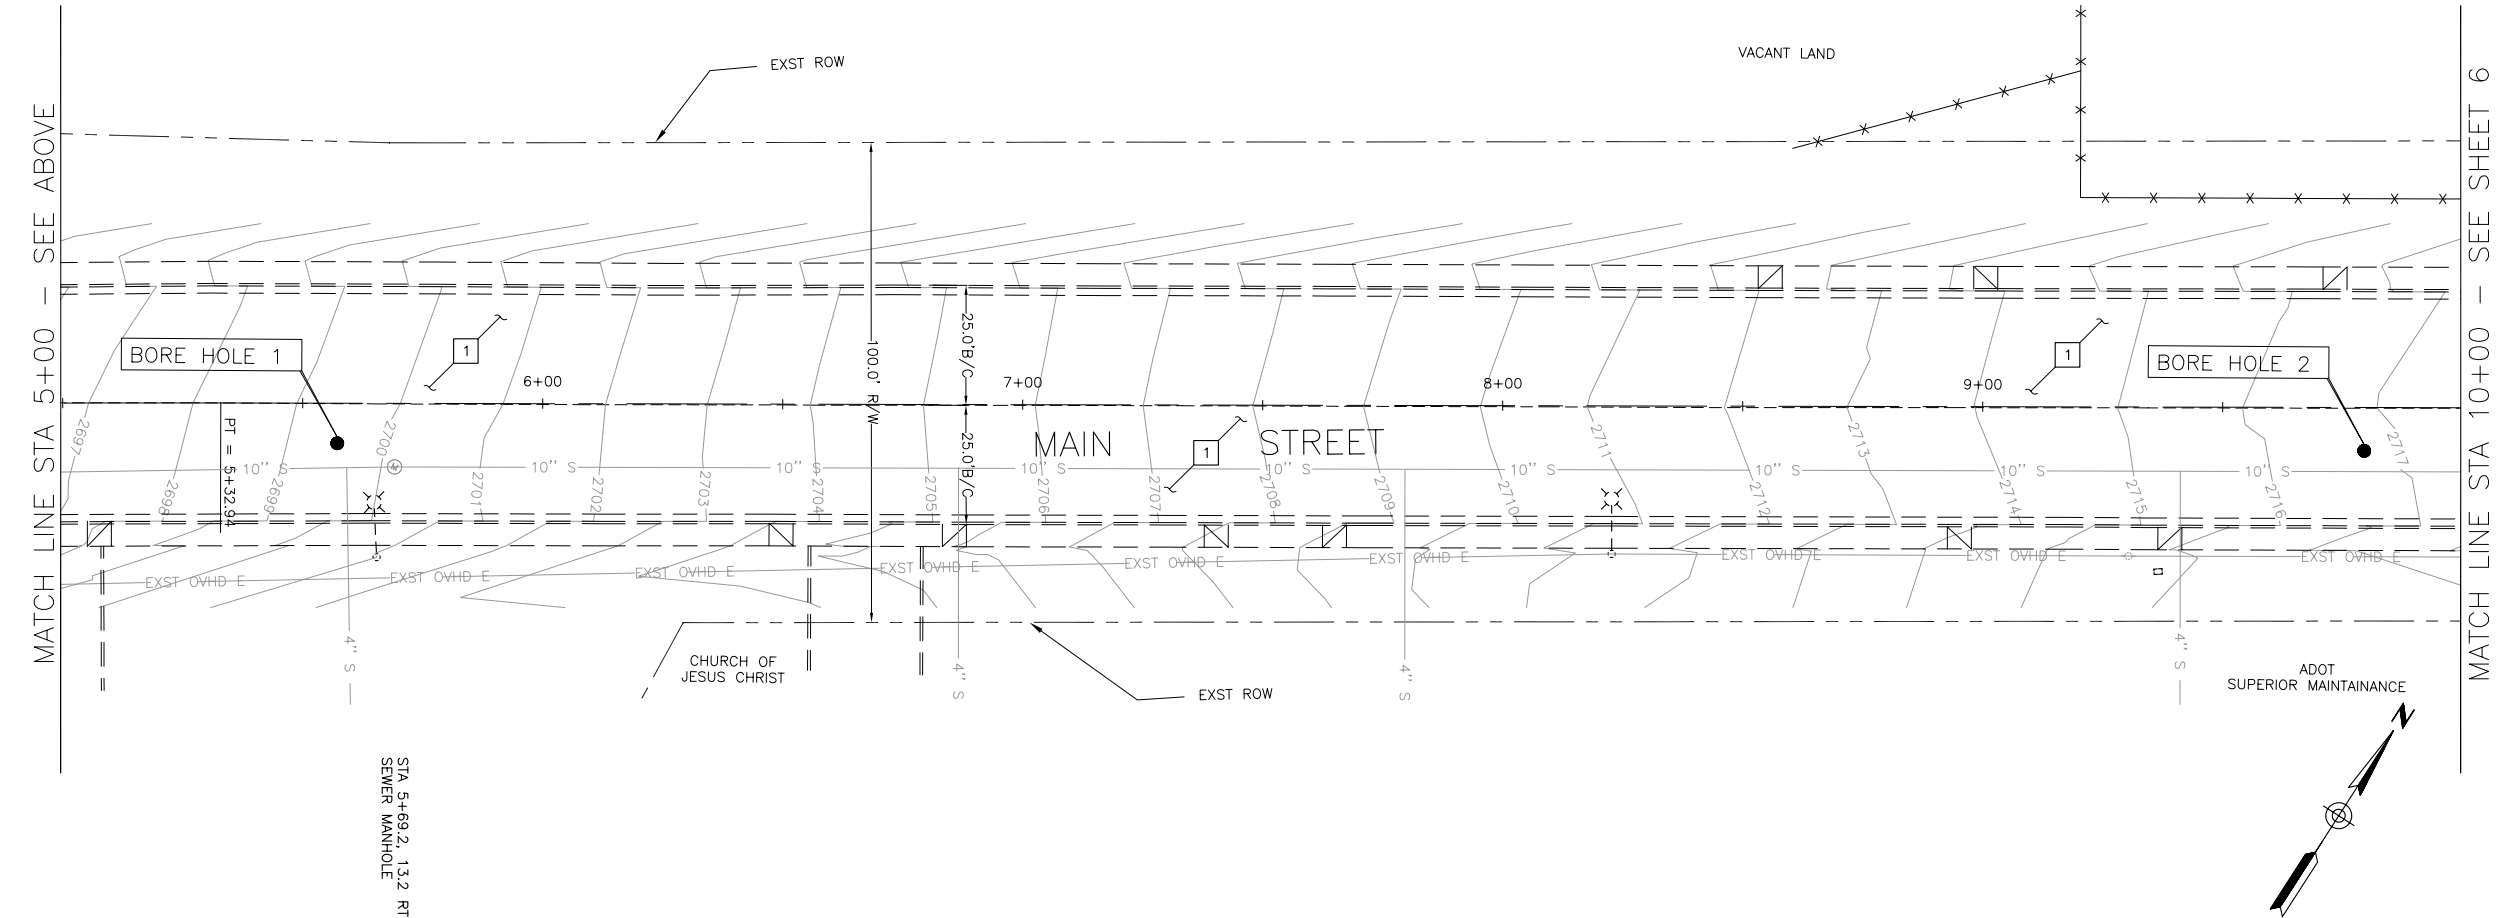 EXST ROW
VACANT LAND
MATCH LINE STA 5+00 — SEE ABOVE
MATCH LINE STA 10+00 — SEE SHEET 6
BORE HOLE 1
1
6+00
100.0' R/W
25.0'B/C
25.0'B/C
7+00
8+00
9+00
1
BORE HOLE 2
1
MAIN STREET
PT = 5+32.94
2697
2698
2699
2700
2701
2702
2703
2704
2705
2706
2707
2708
2709
2710
2711
2712
2713
2714
2715
2716
2717
10'' S
M
10'' S
10'' S
10'' S
10'' S
10'' S
10'' S
10'' S
10'' S
EXST OVHD E
EXST OVHD E
EXST OVHD E
EXST OVHD E
EXST OVHD E
EXST OVHD E
EXST OVHD E
EXST OVHD E
EXST OVHD E
4'' S
4'' S
4'' S
4'' S
CHURCH OF
JESUS CHRIST
EXST ROW
ADOT
SUPERIOR MAINTAINANCE
N
STA 5+69.2, 13.2 RT
SEWER MANHOLE